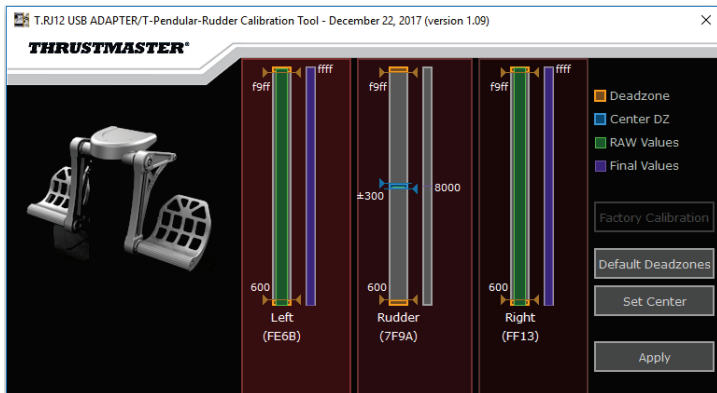 T.RJ12 USB ADAPTER/T-Pendular-Rudder Calibration Tool - December 22, 2017 (version 1.09)
THRUSTMASTER®
ffff
f9ff
600
Left
(FE6B)
f9ff
±300
8000
600
Rudder
(7F9A)
ffff
f9ff
600
Right
(FF13)
Deadzone
Center DZ
RAW Values
Final Values
Factory Calibration
Default Deadzones
Set Center
Apply